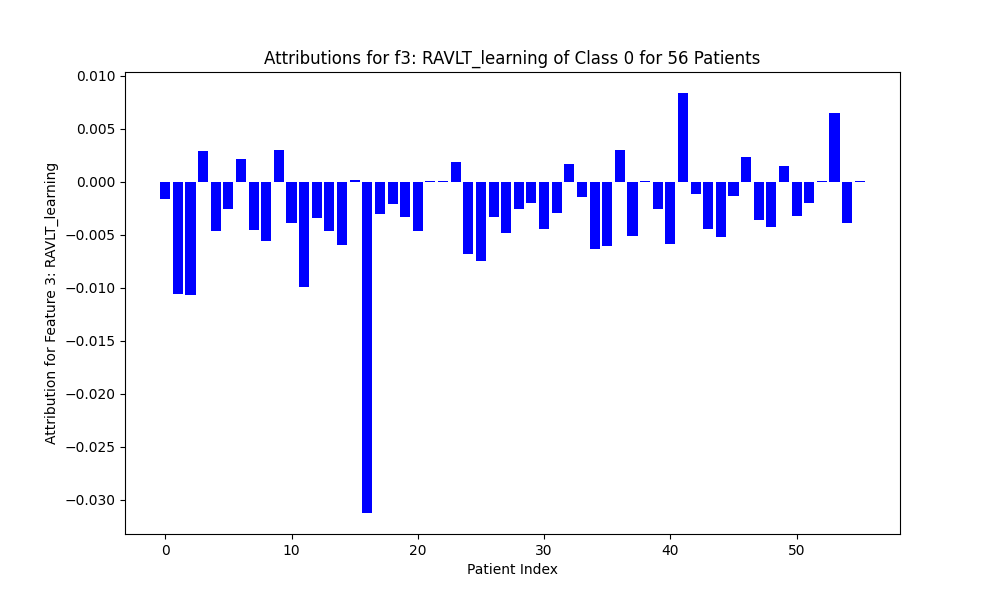 Attributions for f3: RAVLT_learning of Class 0 for 56 Patients
Attribution for Feature 3: RAVLT_learning
0.010
0.005
0.000
−0.005
−0.010
−0.015
−0.020
−0.025
−0.030
0 10 20 30 40 50
Patient Index